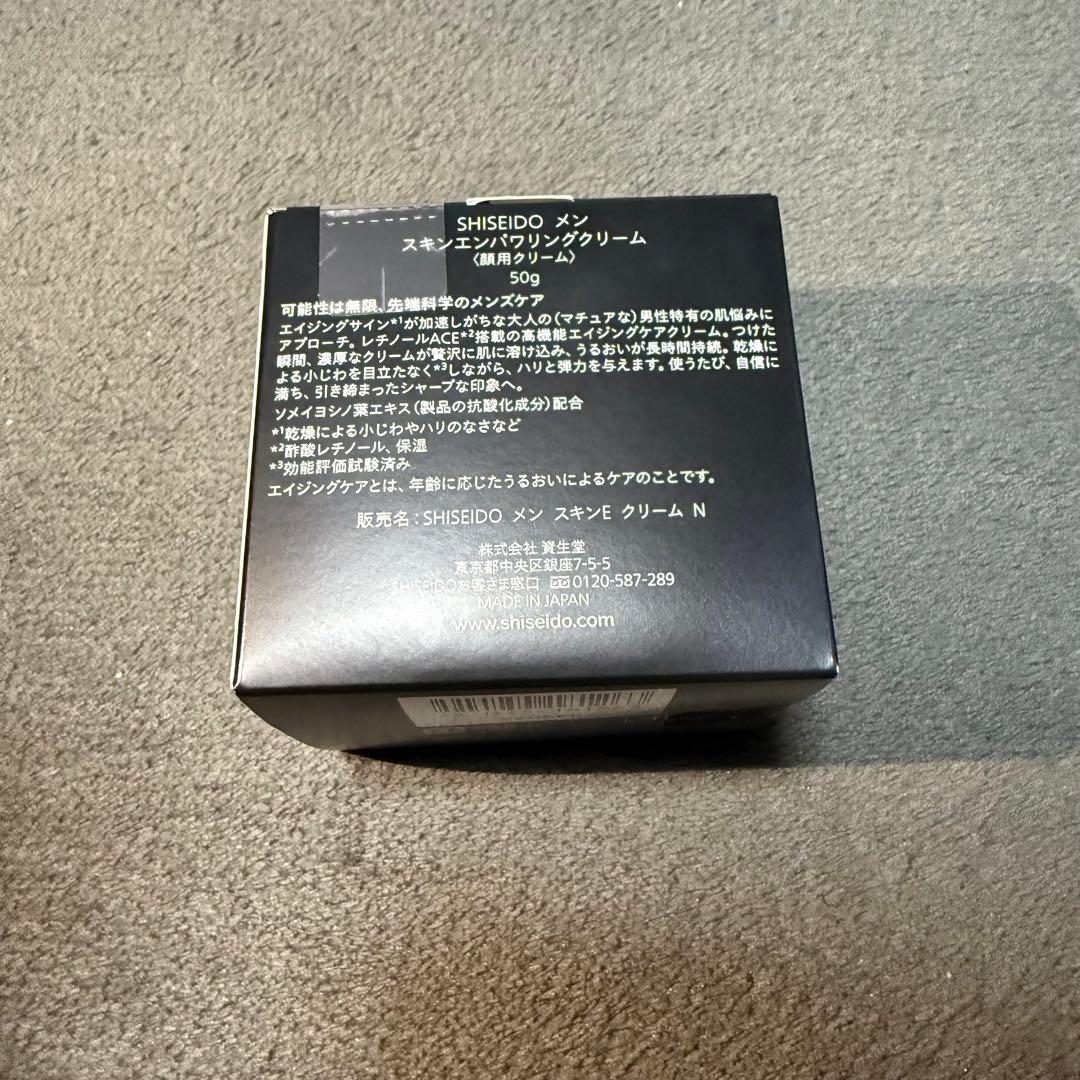 SHISEIDO メン
スキンエンパワリングクリーム
〈顔用クリーム〉
50g
可能性は無限、先端科学のメンズケア
エイジングサイン*1が加速しがちな大人の(マチュアな)男性特有の肌悩みに
アプローチ。レチノールACE*2搭載の高機能エイジングケアクリーム。つけた
瞬間、濃厚なクリームが贅沢に肌に溶け込み、うるおいが長時間持続。乾燥に
よる小じわを目立たなく*3しながら、ハリと弾力を与えます。使うたび、自信に
満ち、引き締まったシャープな印象へ。
ソメイヨシノ葉エキス(製品の抗酸化成分)配合
*1乾燥による小じわやハリのなさなど
*2酢酸レチノール、保湿
*3効能評価試験済み
エイジングケアとは、年齢に応じたうるおいによるケアのことです。
販売名:SHISEIDO メン スキンE クリーム N
株式会社 資生堂
東京都中央区銀座7-5-5
SHISEIDOお客さま窓口 0120-587-289
MADE IN JAPAN
www.shiseido.com